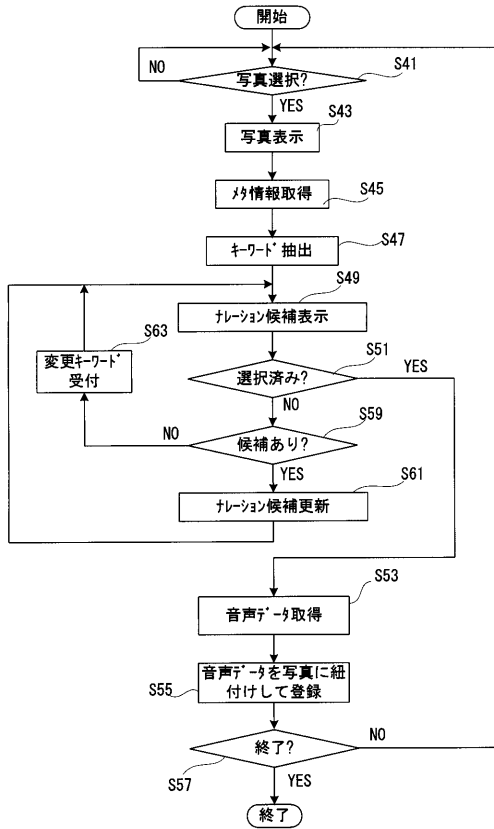 開始
NO
写真選択?
S41
YES
S43
写真表示
メタ情報取得
S45
キーワード抽出
S47
S49
ナレーション候補表示
S63
変更キーワード
受付
S51
選択済み?
YES
NO
S59
NO
候補あり?
YES
S61
ナレーション候補更新
S53
音声データ取得
音声データを写真に紐
付けして登録
S55
終了?
NO
S57
YES
終了